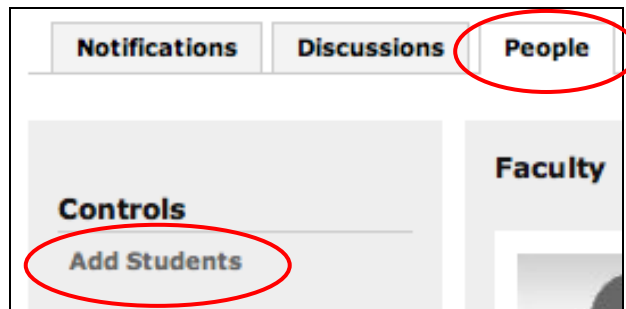 Notifications Discussions People
Faculty
Controls
Add Students